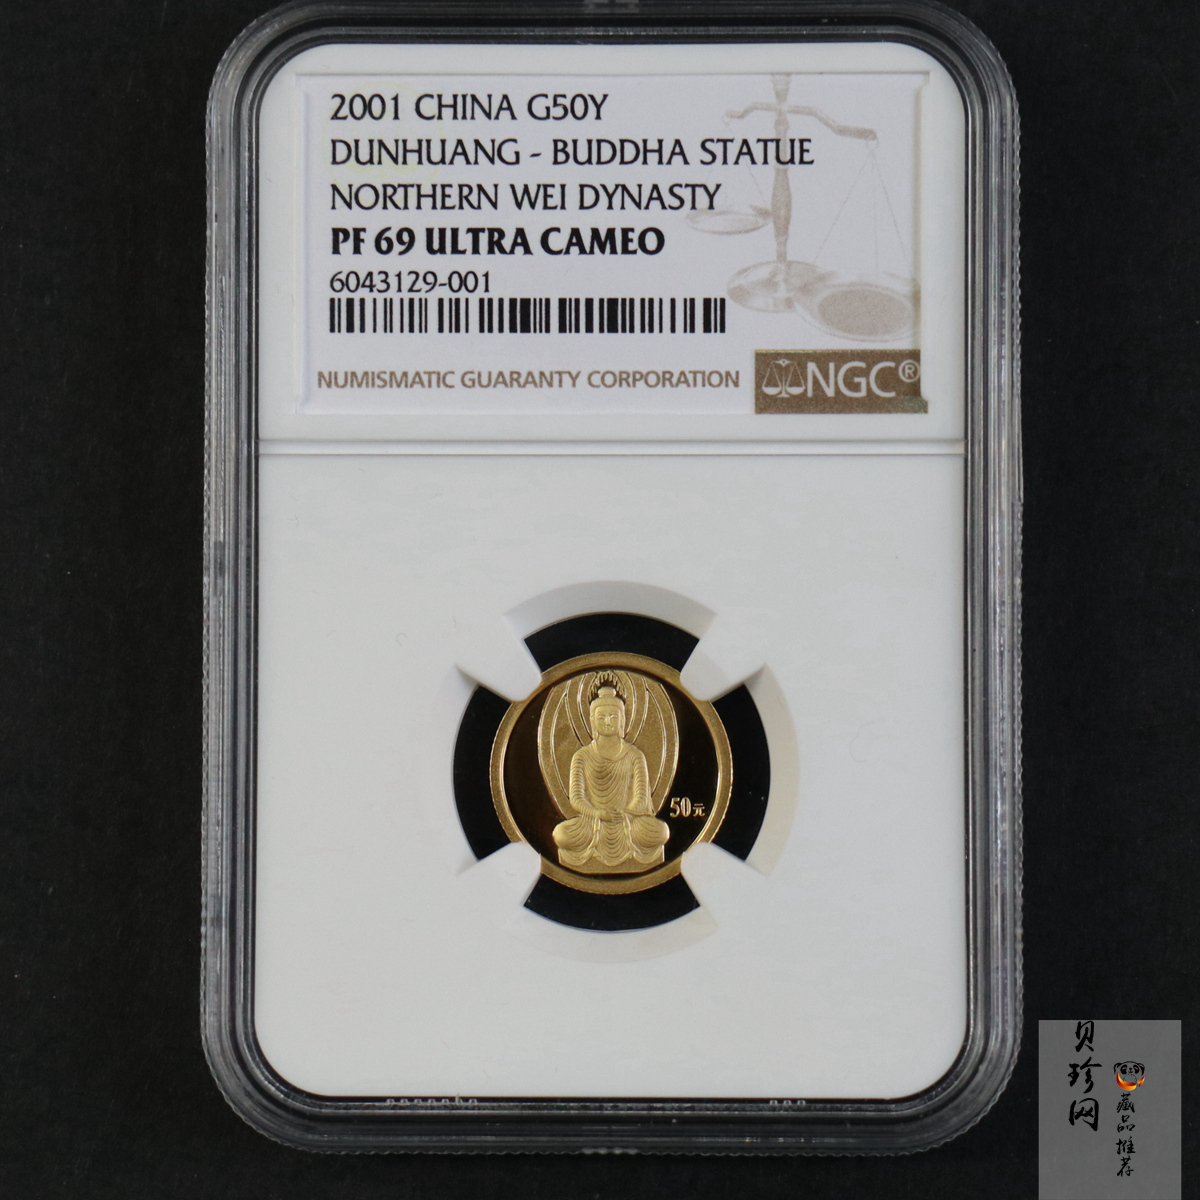 2001 CHINA G50Y
DUNHUANG - BUDDHA STATUE
NORTHERN WEI DYNASTY
PF 69 ULTRA CAMEO
6043129-001
NUMISMATIC GUARANTY CORPORATION
NGC®
50元
贝珍网
藏品推荐